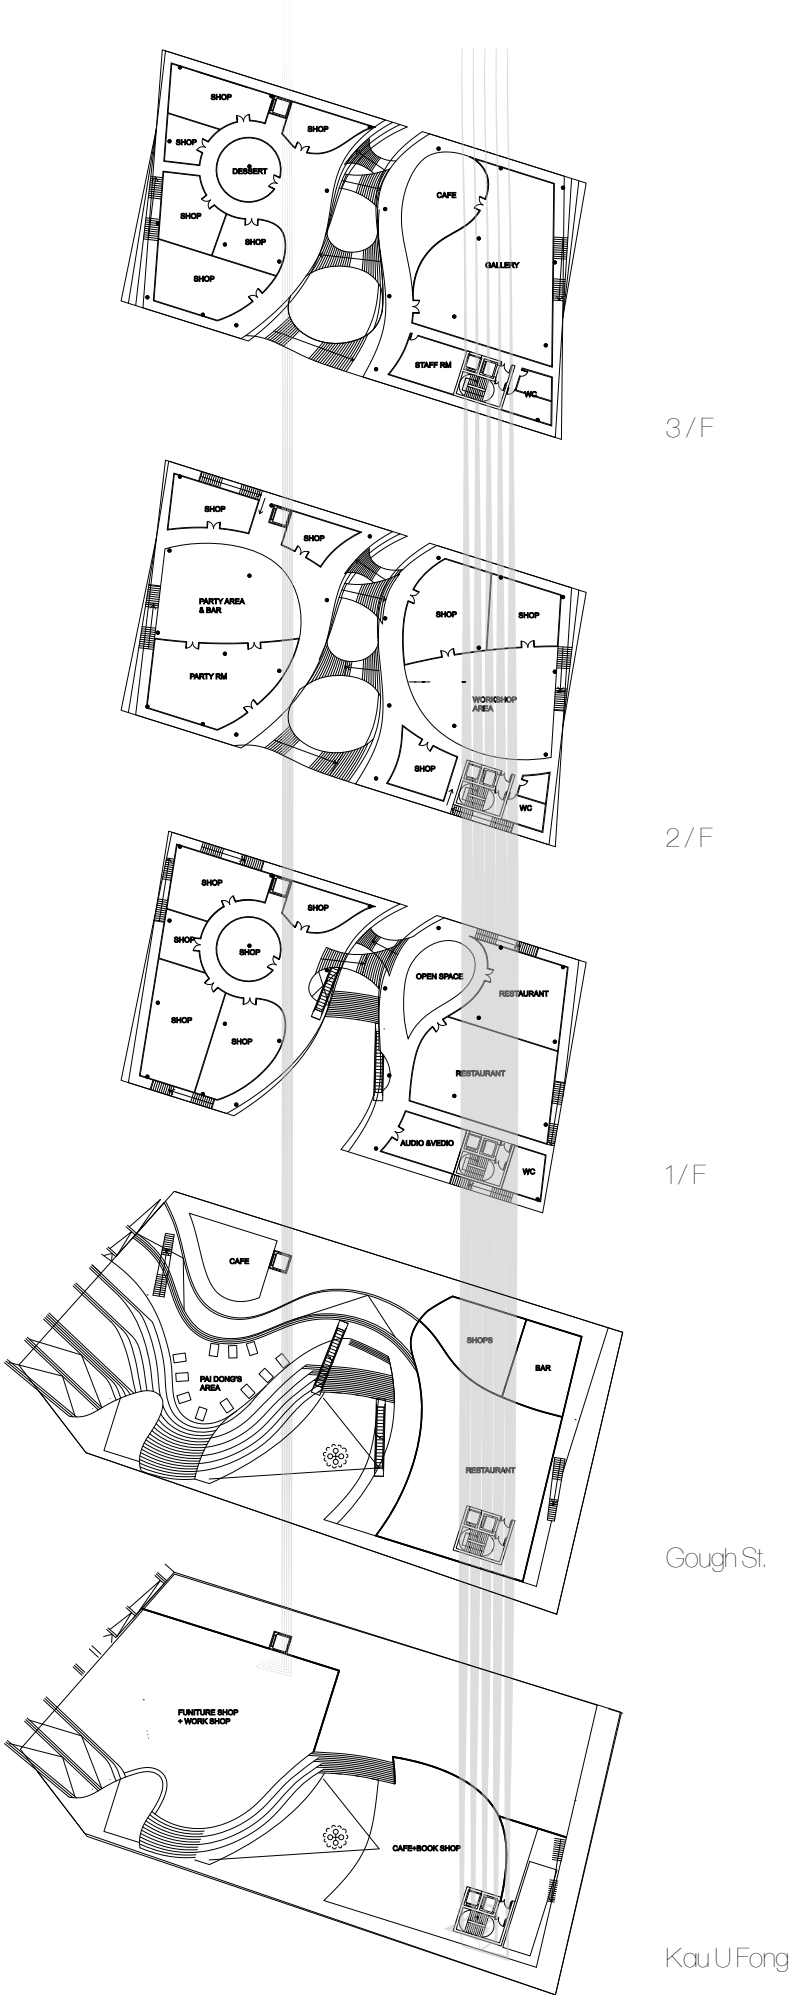 SHOP
SHOP
SHOP
DESSERT
CAFE
SHOP
SHOP
GALLERY
SHOP
STAFF RM
WC
3/F
SHOP
SHOP
PARTY AREA
& BAR
SHOP
SHOP
PARTY RM
WORKSHOP
AREA
SHOP
WC
2/F
SHOP
SHOP
SHOP
SHOP
OPEN SPACE
RESTAURANT
SHOP
SHOP
RESTAURANT
AUDIO &VEDIO
WC
1/F
CAFE
SHOPS
BAR
PAI DONG'S
AREA
RESTAURANT
Gough St.
FUNITURE SHOP
+ WORK SHOP
CAFE+BOOK SHOP
Kau U Fong